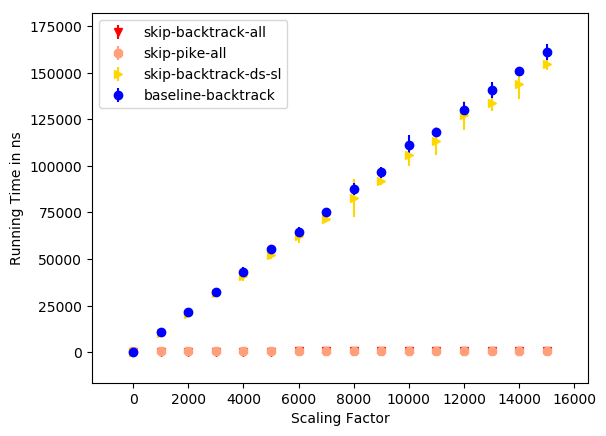 175000
150000
125000
100000
75000
50000
25000
0
Running Time in ns
skip-backtrack-all
skip-pike-all
skip-backtrack-ds-sl
baseline-backtrack
0 2000 4000 6000 8000 10000 12000 14000 16000
Scaling Factor